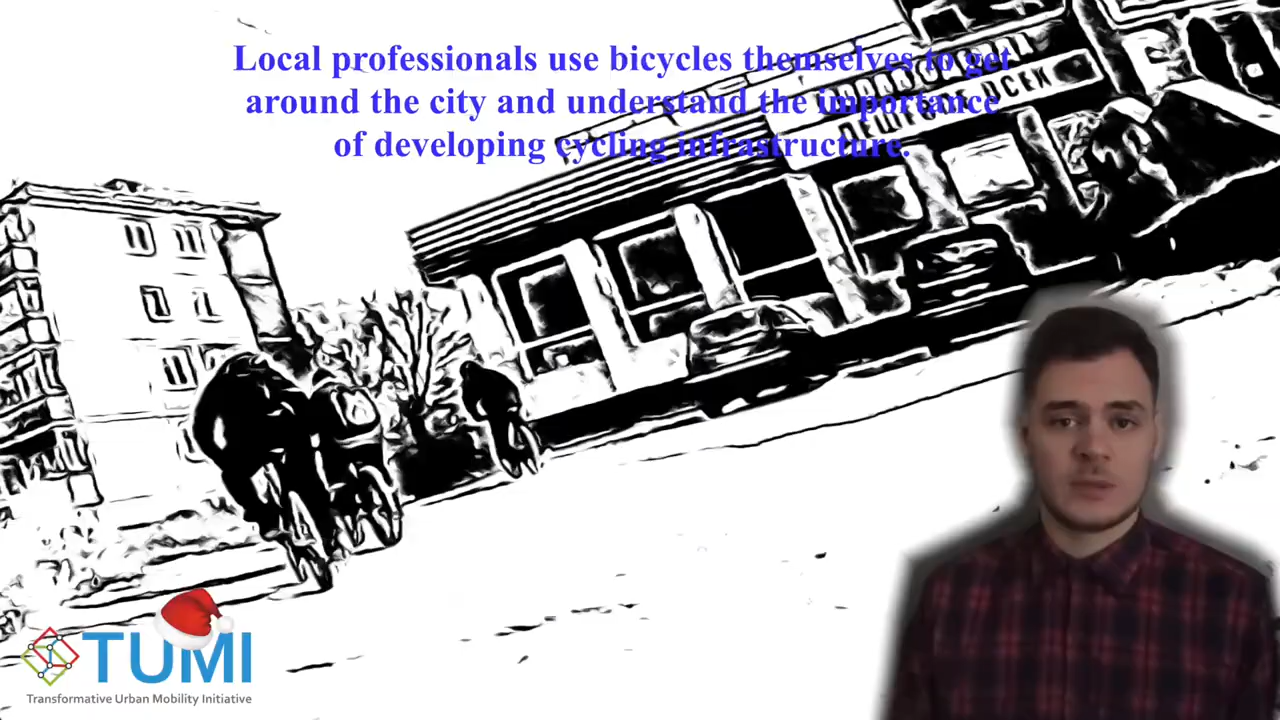 Local professionals use bicycles themselves to get
around the city and understand the importance
of developing cycling infrastructure.
TUMI
Transformative Urban Mobility Initiative